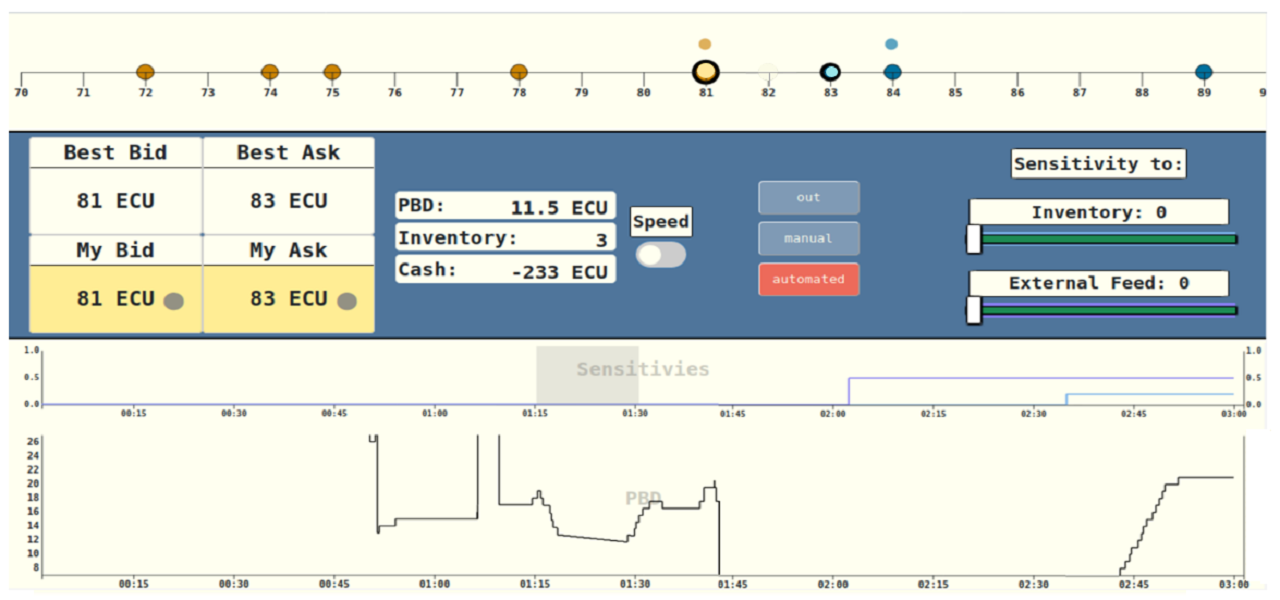 70 71 72 73 74 75 76 77 78 79 80 81 82 83 84 85 86 87 88 89 9
Best Bid Best Ask
81 ECU 83 ECU
My Bid My Ask
81 ECU 83 ECU
PBD: 11.5 ECU
Inventory: 3
Cash: -233 ECU
Speed
out
manual
automated
Sensitivity to:
Inventory: 0
External Feed: 0
Sensitivies
1.0 1.0
0.5 0.5
0.0 0.0
00:15 00:30 00:45 01:00 01:15 01:30 01:45 02:00 02:15 02:30 02:45 03:00
PBD
26
24
22
20
18
16
14
12
10
8
00:15 00:30 00:45 01:00 01:15 01:30 01:45 02:00 02:15 02:30 02:45 03:00